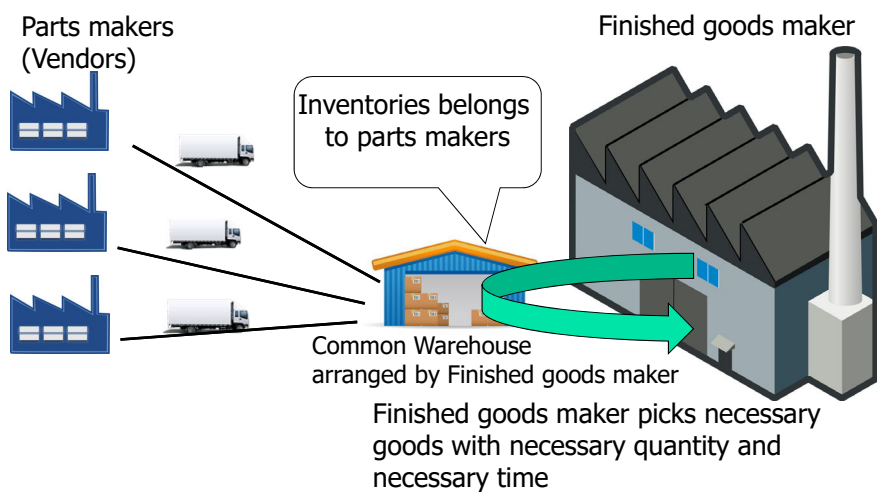 Parts makers
(Vendors)
Finished goods maker
Inventories belongs
to parts makers
Common Warehouse
arranged by Finished goods maker
Finished goods maker picks necessary
goods with necessary quantity and
necessary time